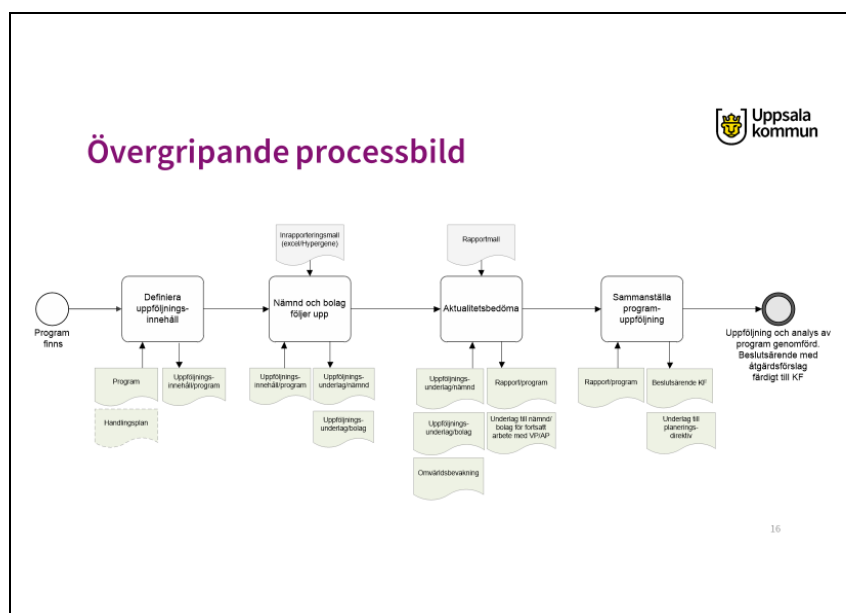 Uppsala
kommun
Övergripande processbild
Inrapporteringsmall
(excel/Hypergene)
Rapportmall
Program
finns
Definiera
uppföljnings-
innehåll
Nämnd och bolag
följer upp
Aktualitetsbedöma
Sammanställa
program-
uppföljning
Uppföljning och analys av
program genomförd.
Beslutsärende med
åtgärdsförslag
färdigt till KF
Program
Handlingsplan
Uppföljnings-
innehåll/program
Uppföljnings-
innehåll/program
Uppföljnings-
underlag/nämnd
Uppföljnings-
underlag/bolag
Uppföljnings-
underlag/nämnd
Uppföljnings-
underlag/bolag
Omvärldsbevakning
Rapport/program
Underlag till nämnd/
bolag för fortsatt
arbete med VP/AP
Rapport/program
Beslutsärende KF
Underlag till
planerings-
direktiv
16